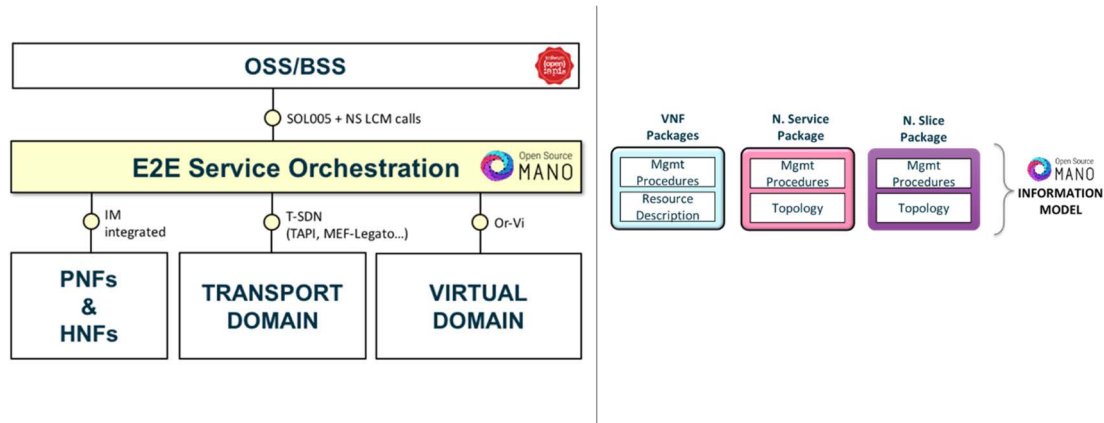 OSS/BSS
SOL005 + NS LCM calls
E2E Service Orchestration
Open Source
MANO
IM
integrated
T-SDN
(TAPI, MEF-Legato...)
Or-Vi
PNFs
&
HNFs
TRANSPORT
DOMAIN
VIRTUAL
DOMAIN
VNF
Packages
Mgmt
Procedures
Resource
Description
N. Service
Package
Mgmt
Procedures
Topology
N. Slice
Package
Mgmt
Procedures
Topology
Open Source
MANO
INFORMATION
MODEL